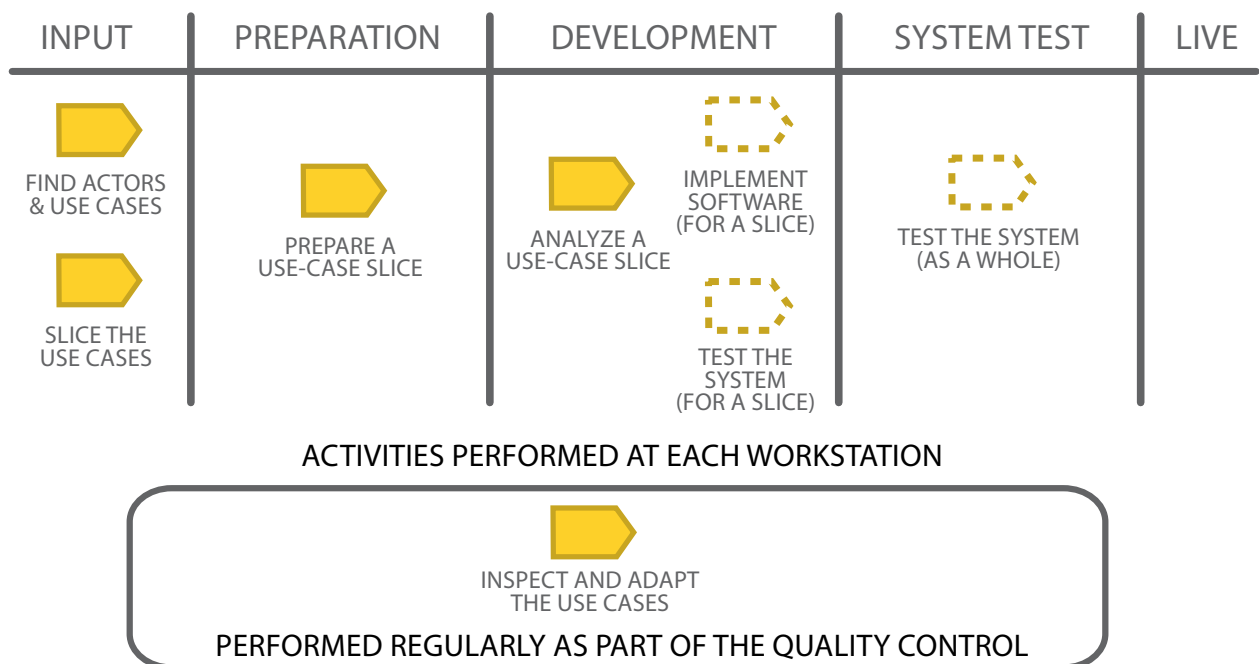 INPUT
PREPARATION
DEVELOPMENT
SYSTEM TEST
LIVE
FIND ACTORS
& USE CASES
SLICE THE
USE CASES
PREPARE A
USE-CASE SLICE
ANALYZE A
USE-CASE SLICE
IMPLEMENT
SOFTWARE
(FOR A SLICE)
TEST THE
SYSTEM
(FOR A SLICE)
TEST THE SYSTEM
(AS A WHOLE)
ACTIVITIES PERFORMED AT EACH WORKSTATION
INSPECT AND ADAPT
THE USE CASES
PERFORMED REGULARLY AS PART OF THE QUALITY CONTROL